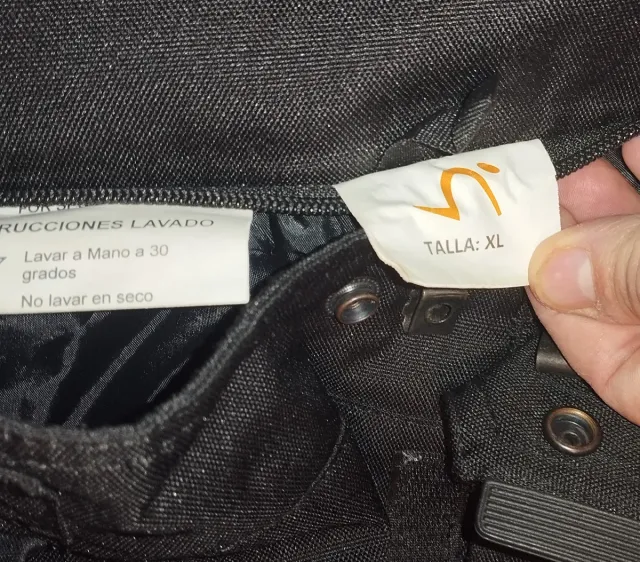 RUCCIONES LAVADO
Lavar a Mano a 30
grados
No lavar en seco
TALLA: XL